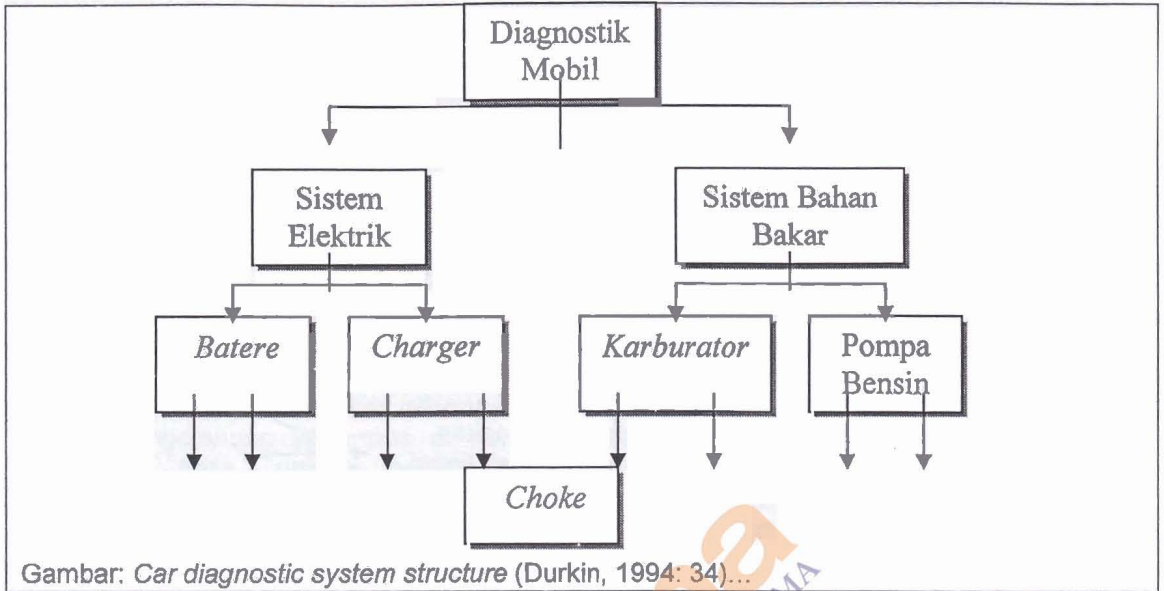 Diagnostik
Mobil
Sistem
Elektrik
Sistem Bahan
Bakar
Batere
Charger
Karburator
Pompa
Bensin
Choke
Gambar: Car diagnostic system structure (Durkin, 1994: 34)...